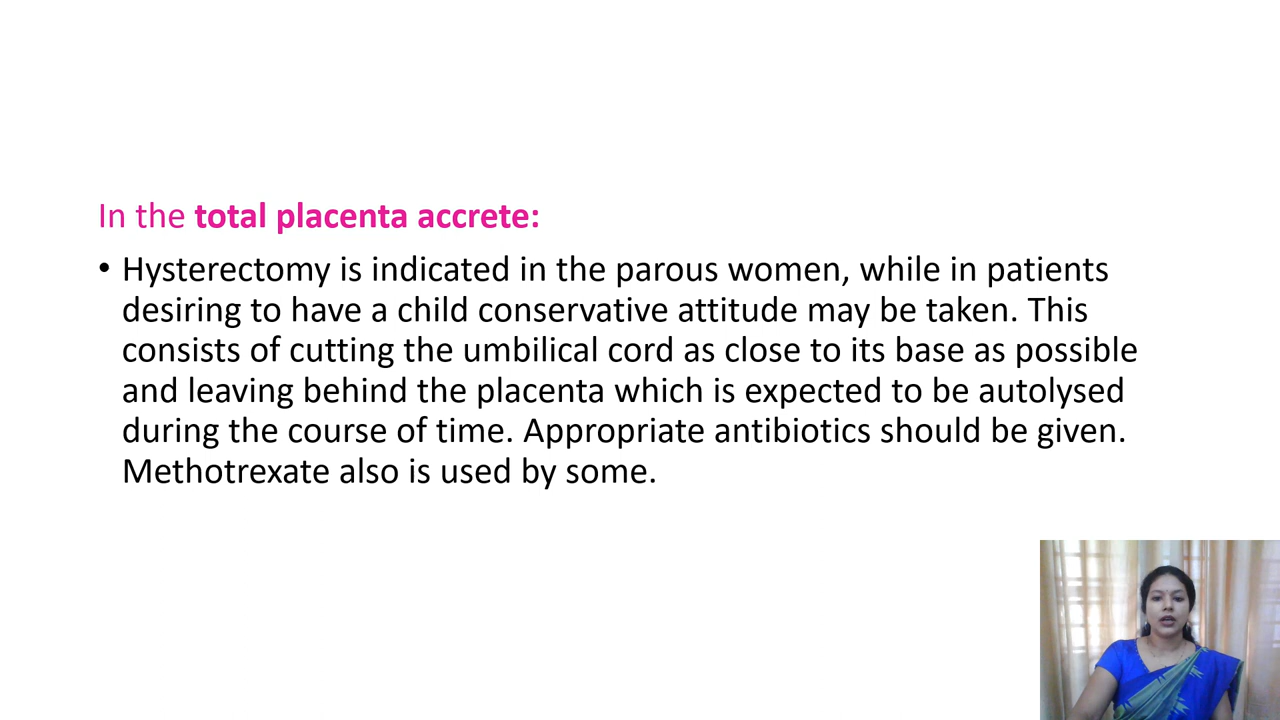 In the total placenta accrete:
• Hysterectomy is indicated in the parous women, while in patients
desiring to have a child conservative attitude may be taken. This
consists of cutting the umbilical cord as close to its base as possible
and leaving behind the placenta which is expected to be autolysed
during the course of time. Appropriate antibiotics should be given.
Methotrexate also is used by some.